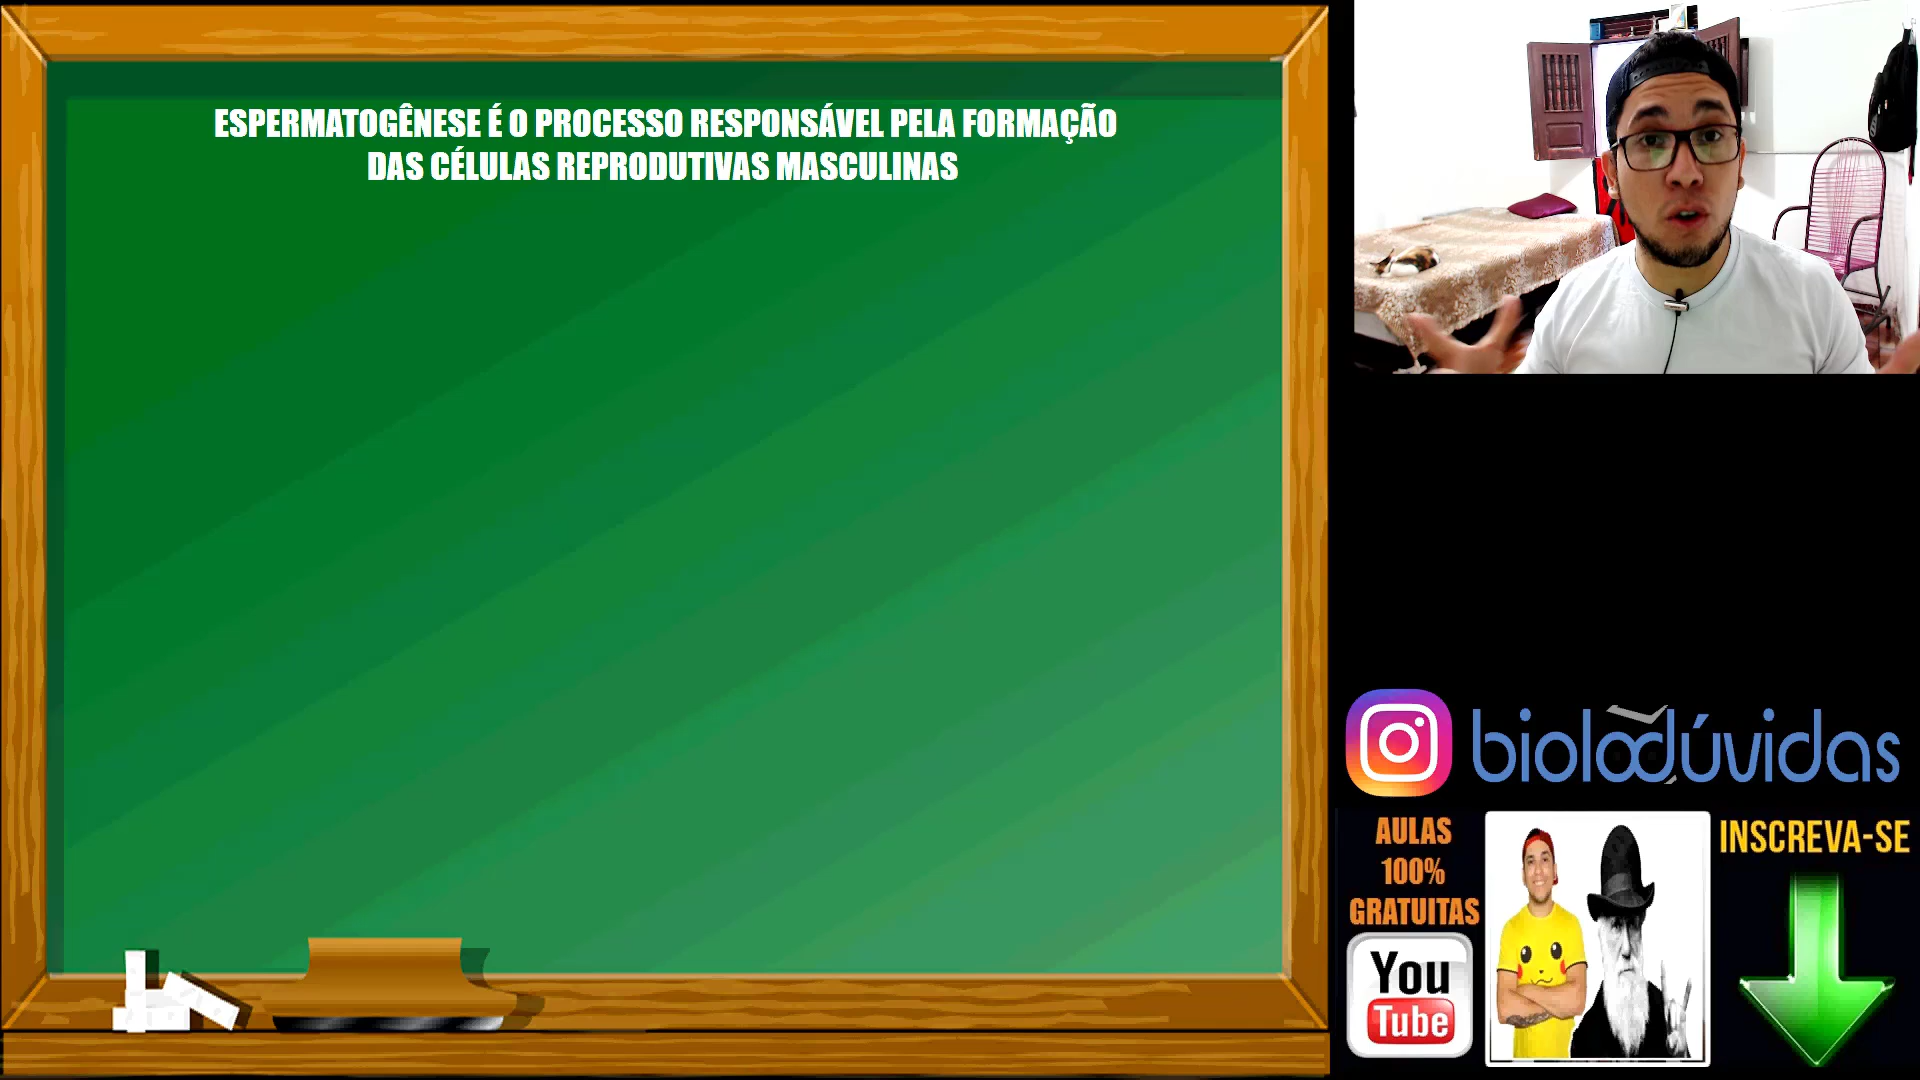 ESPERMATOGÊNESE É O PROCESSO RESPONSÁVEL PELA FORMAÇÃO
DAS CÉLULAS REPRODUTIVAS MASCULINAS
biolodúvidas
AULAS
100%
GRATUITAS
INSCREVA-SE
You
Tube